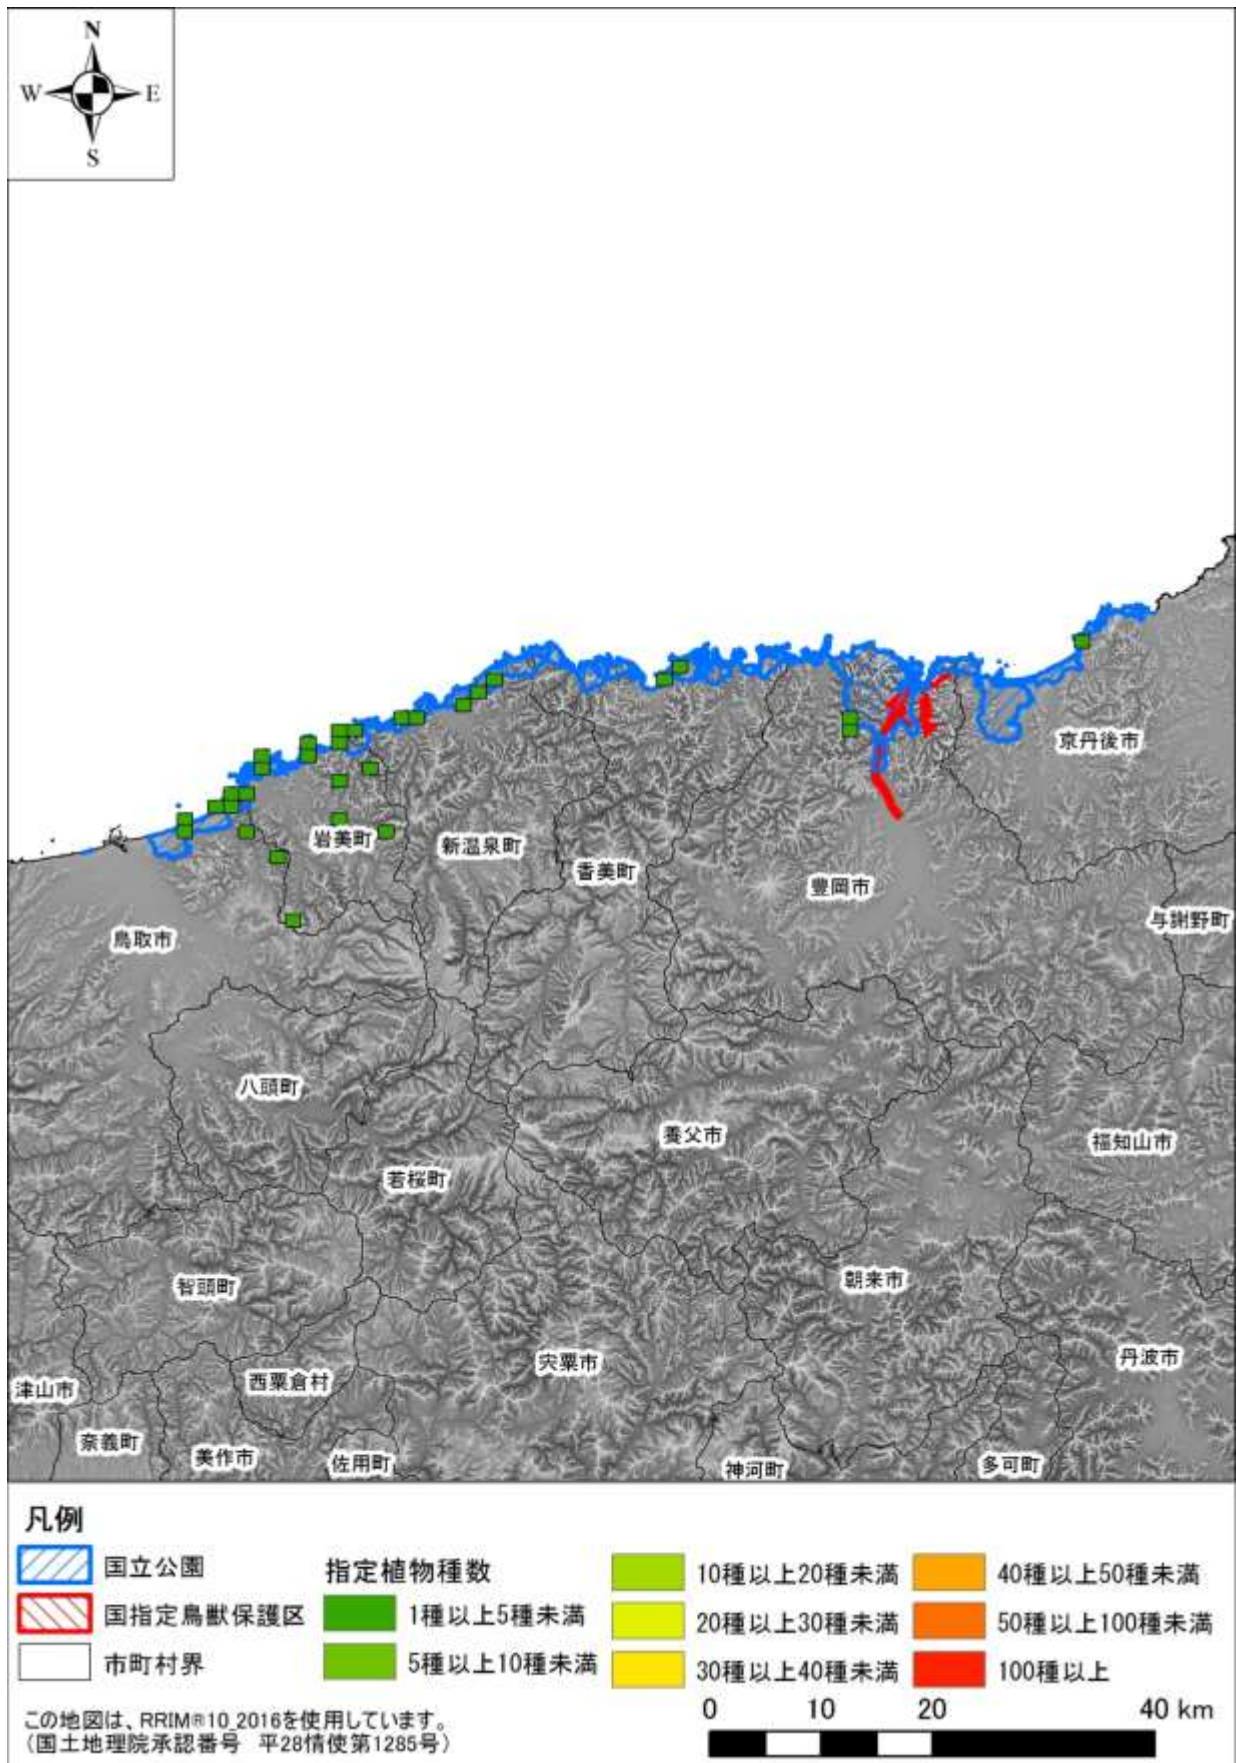 N
W E
S
京丹後市
岩美町
新温泉町
香美町
豊岡市
与謝野町
鳥取市
八頭町
養父市
福知山市
若桜町
智頭町
朝来市
宍粟市
丹波市
西粟倉村
津山市
奈義町
美作市
佐用町
神河町
多可町
凡例
国立公園
国指定鳥獣保護区
市町村界
指定植物種数
1種以上5種未満
5種以上10種未満
10種以上20種未満
20種以上30種未満
30種以上40種未満
40種以上50種未満
50種以上100種未満
100種以上
0 10 20 40 km
この地図は、RRIM®10_2016を使用しています。
（国土地理院承認番号 平28情使第1285号）